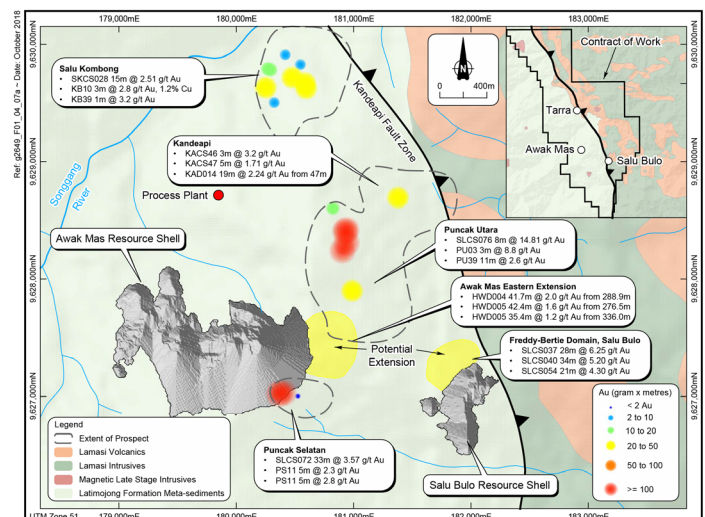 Ref: g2649_F01_04_07a ~ Date: October 2018
179,000mE
180,000mE
181,000mE
182,000mE
183,000mE
9,630,000mN
9,630,000mN
Salu Kombong
• SKCS028 15m @ 2.51 g/t Au
• KB10 3m @ 2.8 g/t Au, 1.2% Cu
• KB39 1m @ 3.2 g/t Au
N
0 400m
Contract of Work
Tarra
Awak Mas
Salu Bulo
Kandeapi Fault Zone
Kandeapi
• KACS46 3m @ 3.2 g/t Au
• KACS47 5m @ 1.71 g/t Au
• KAD014 19m @ 2.24 g/t Au from 47m
9,629,000mN
9,629,000mN
Songgang
River
Process Plant
Awak Mas Resource Shell
Puncak Utara
• SLCS076 8m @ 14.81 g/t Au
• PU03 3m @ 8.8 g/t Au
• PU39 11m @ 2.6 g/t Au
9,628,000mN
9,628,000mN
Awak Mas Eastern Extension
• HWD004 41.7m @ 2.0 g/t Au from 288.9m
• HWD005 42.4m @ 1.6 g/t Au from 276.5m
• HWD005 35.4m @ 1.2 g/t Au from 336.0m
Potential
Extension
Freddy-Bertie Domain, Salu Bulo
• SLCS037 28m @ 6.25 g/t Au
• SLCS040 34m @ 5.20 g/t Au
• SLCS054 21m @ 4.30 g/t Au
9,627,000mN
9,627,000mN
Legend
Extent of Prospect
Lamasi Volcanics
Lamasi Intrusives
Magnetic Late Stage Intrusives
Latimojong Formation Meta-sediments
Puncak Selatan
• SLCS072 33m @ 3.57 g/t Au
• PS11 5m @ 2.3 g/t Au
• PS11 5m @ 2.8 g/t Au
Salu Bulo Resource Shell
Au (gram x metres)
< 2 Au
2 to 10
10 to 20
20 to 50
50 to 100
>= 100
UTM Zone 51
179,000mE
180,000mE
181,000mE
182,000mE
183,000mE